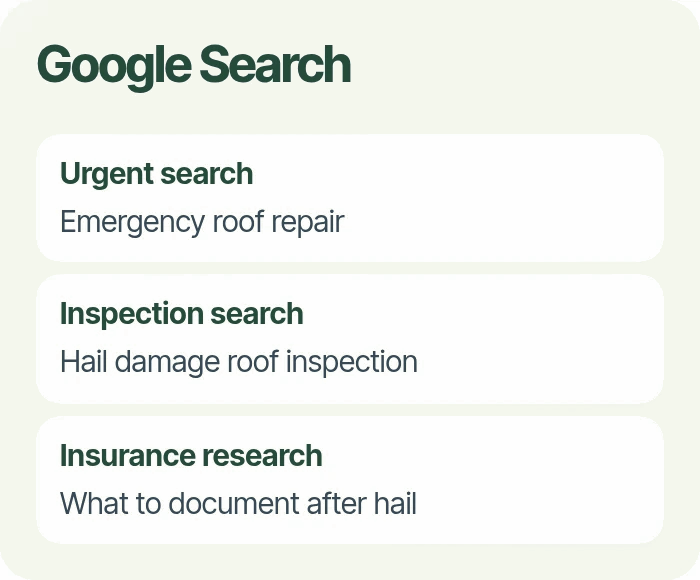 Google Search
Urgent search
Emergency roof repair
Inspection search
Hail damage roof inspection
Insurance research
What to document after hail